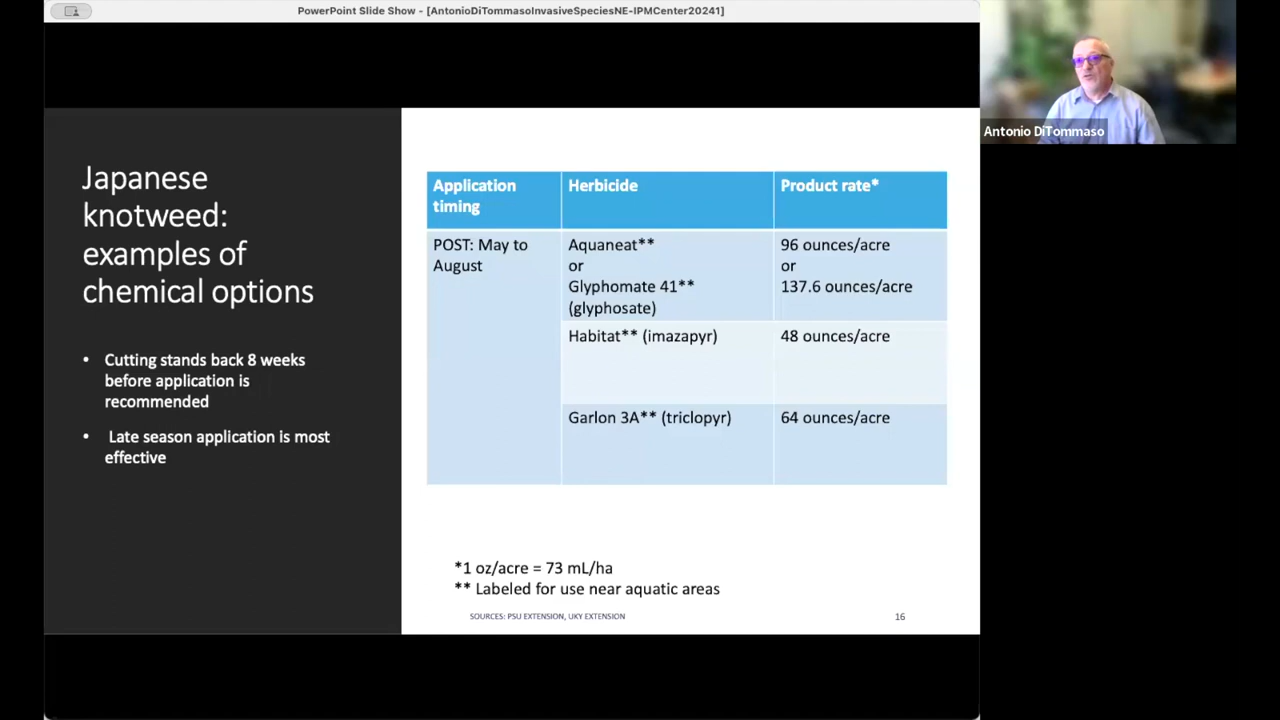 PowerPoint Slide Show - [AntonioDiTommasoInvasiveSpeciesNE-IPMCenter20241]
Antonio DiTommaso
Japanese
knotweed:
examples of
chemical options
• Cutting stands back 8 weeks
before application is
recommended
• Late season application is most
effective
Application
timing
Herbicide
Product rate*
POST: May to
August
Aquaneat**
or
Glyphomate 41**
(glyphosate)
96 ounces/acre
or
137.6 ounces/acre
Habitat** (imazapyr)
48 ounces/acre
Garlon 3A** (triclopyr)
64 ounces/acre
*1 oz/acre = 73 mL/ha
** Labeled for use near aquatic areas
SOURCES: PSU EXTENSION, UKY EXTENSION
16